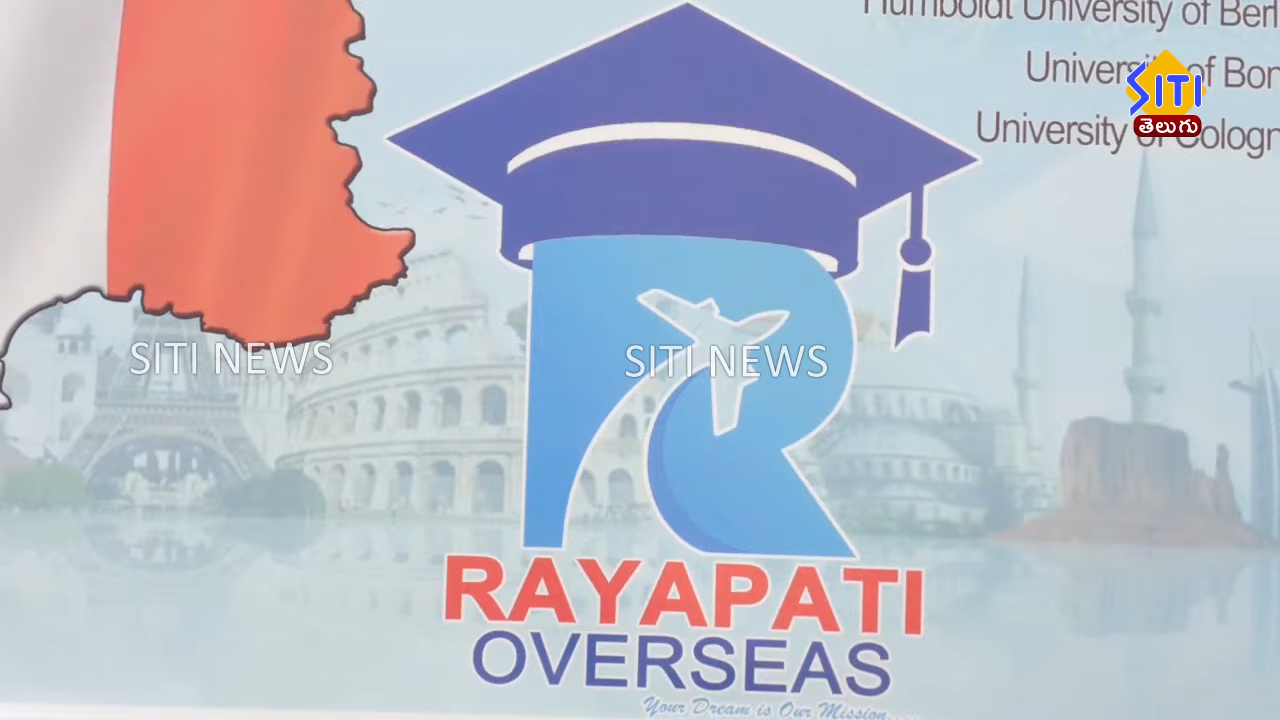 Humboldt University of Berl
University of Bon
University of Cologn
SITI
తెలుగు
SITI NEWS
SITI NEWS
RAYAPATI
OVERSEAS
Your Dream is Our Mission....